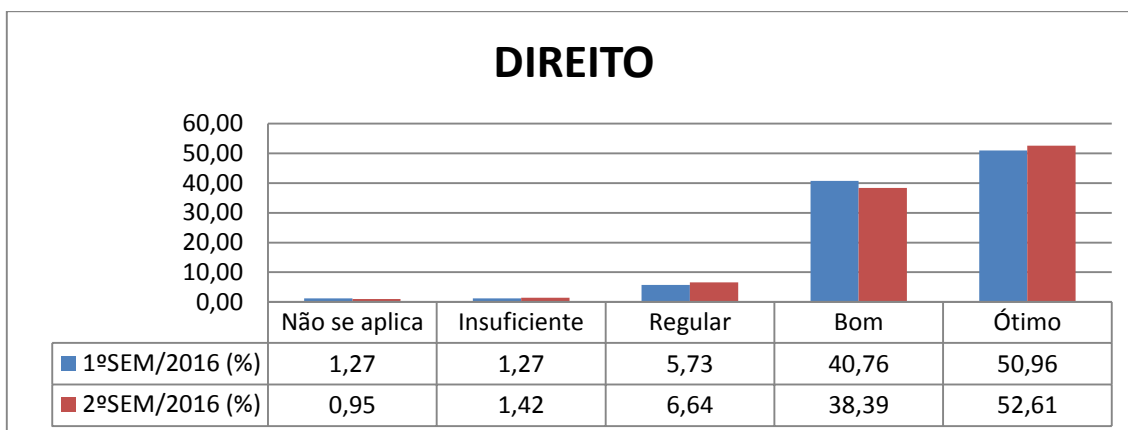 DIREITO
60,00
50,00
40,00
30,00
20,00
10,00
0,00
Não se aplica Insuficiente Regular Bom Ótimo
1ºSEM/2016 (%) 1,27 1,27 5,73 40,76 50,96
2ºSEM/2016 (%) 0,95 1,42 6,64 38,39 52,61